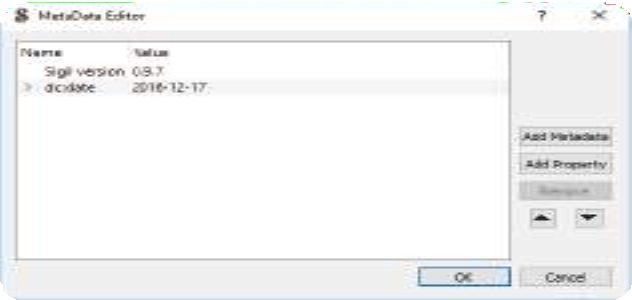 S MetaData Editor ? ×
Name Value
Sigil version 0.9.7
> dc:date 2016-12-17
Add Metadata
Add Property
Remove
OK Cancel